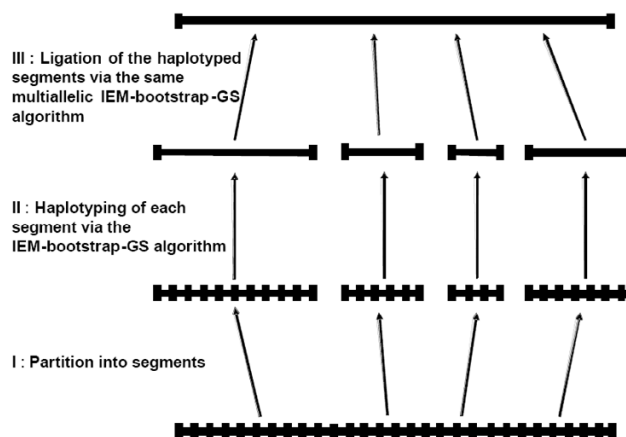 III : Ligation of the haplotyped
segments via the same
multiallelic IEM-bootstrap-GS
algorithm
II : Haplotyping of each
segment via the
IEM-bootstrap-GS algorithm
I : Partition into segments